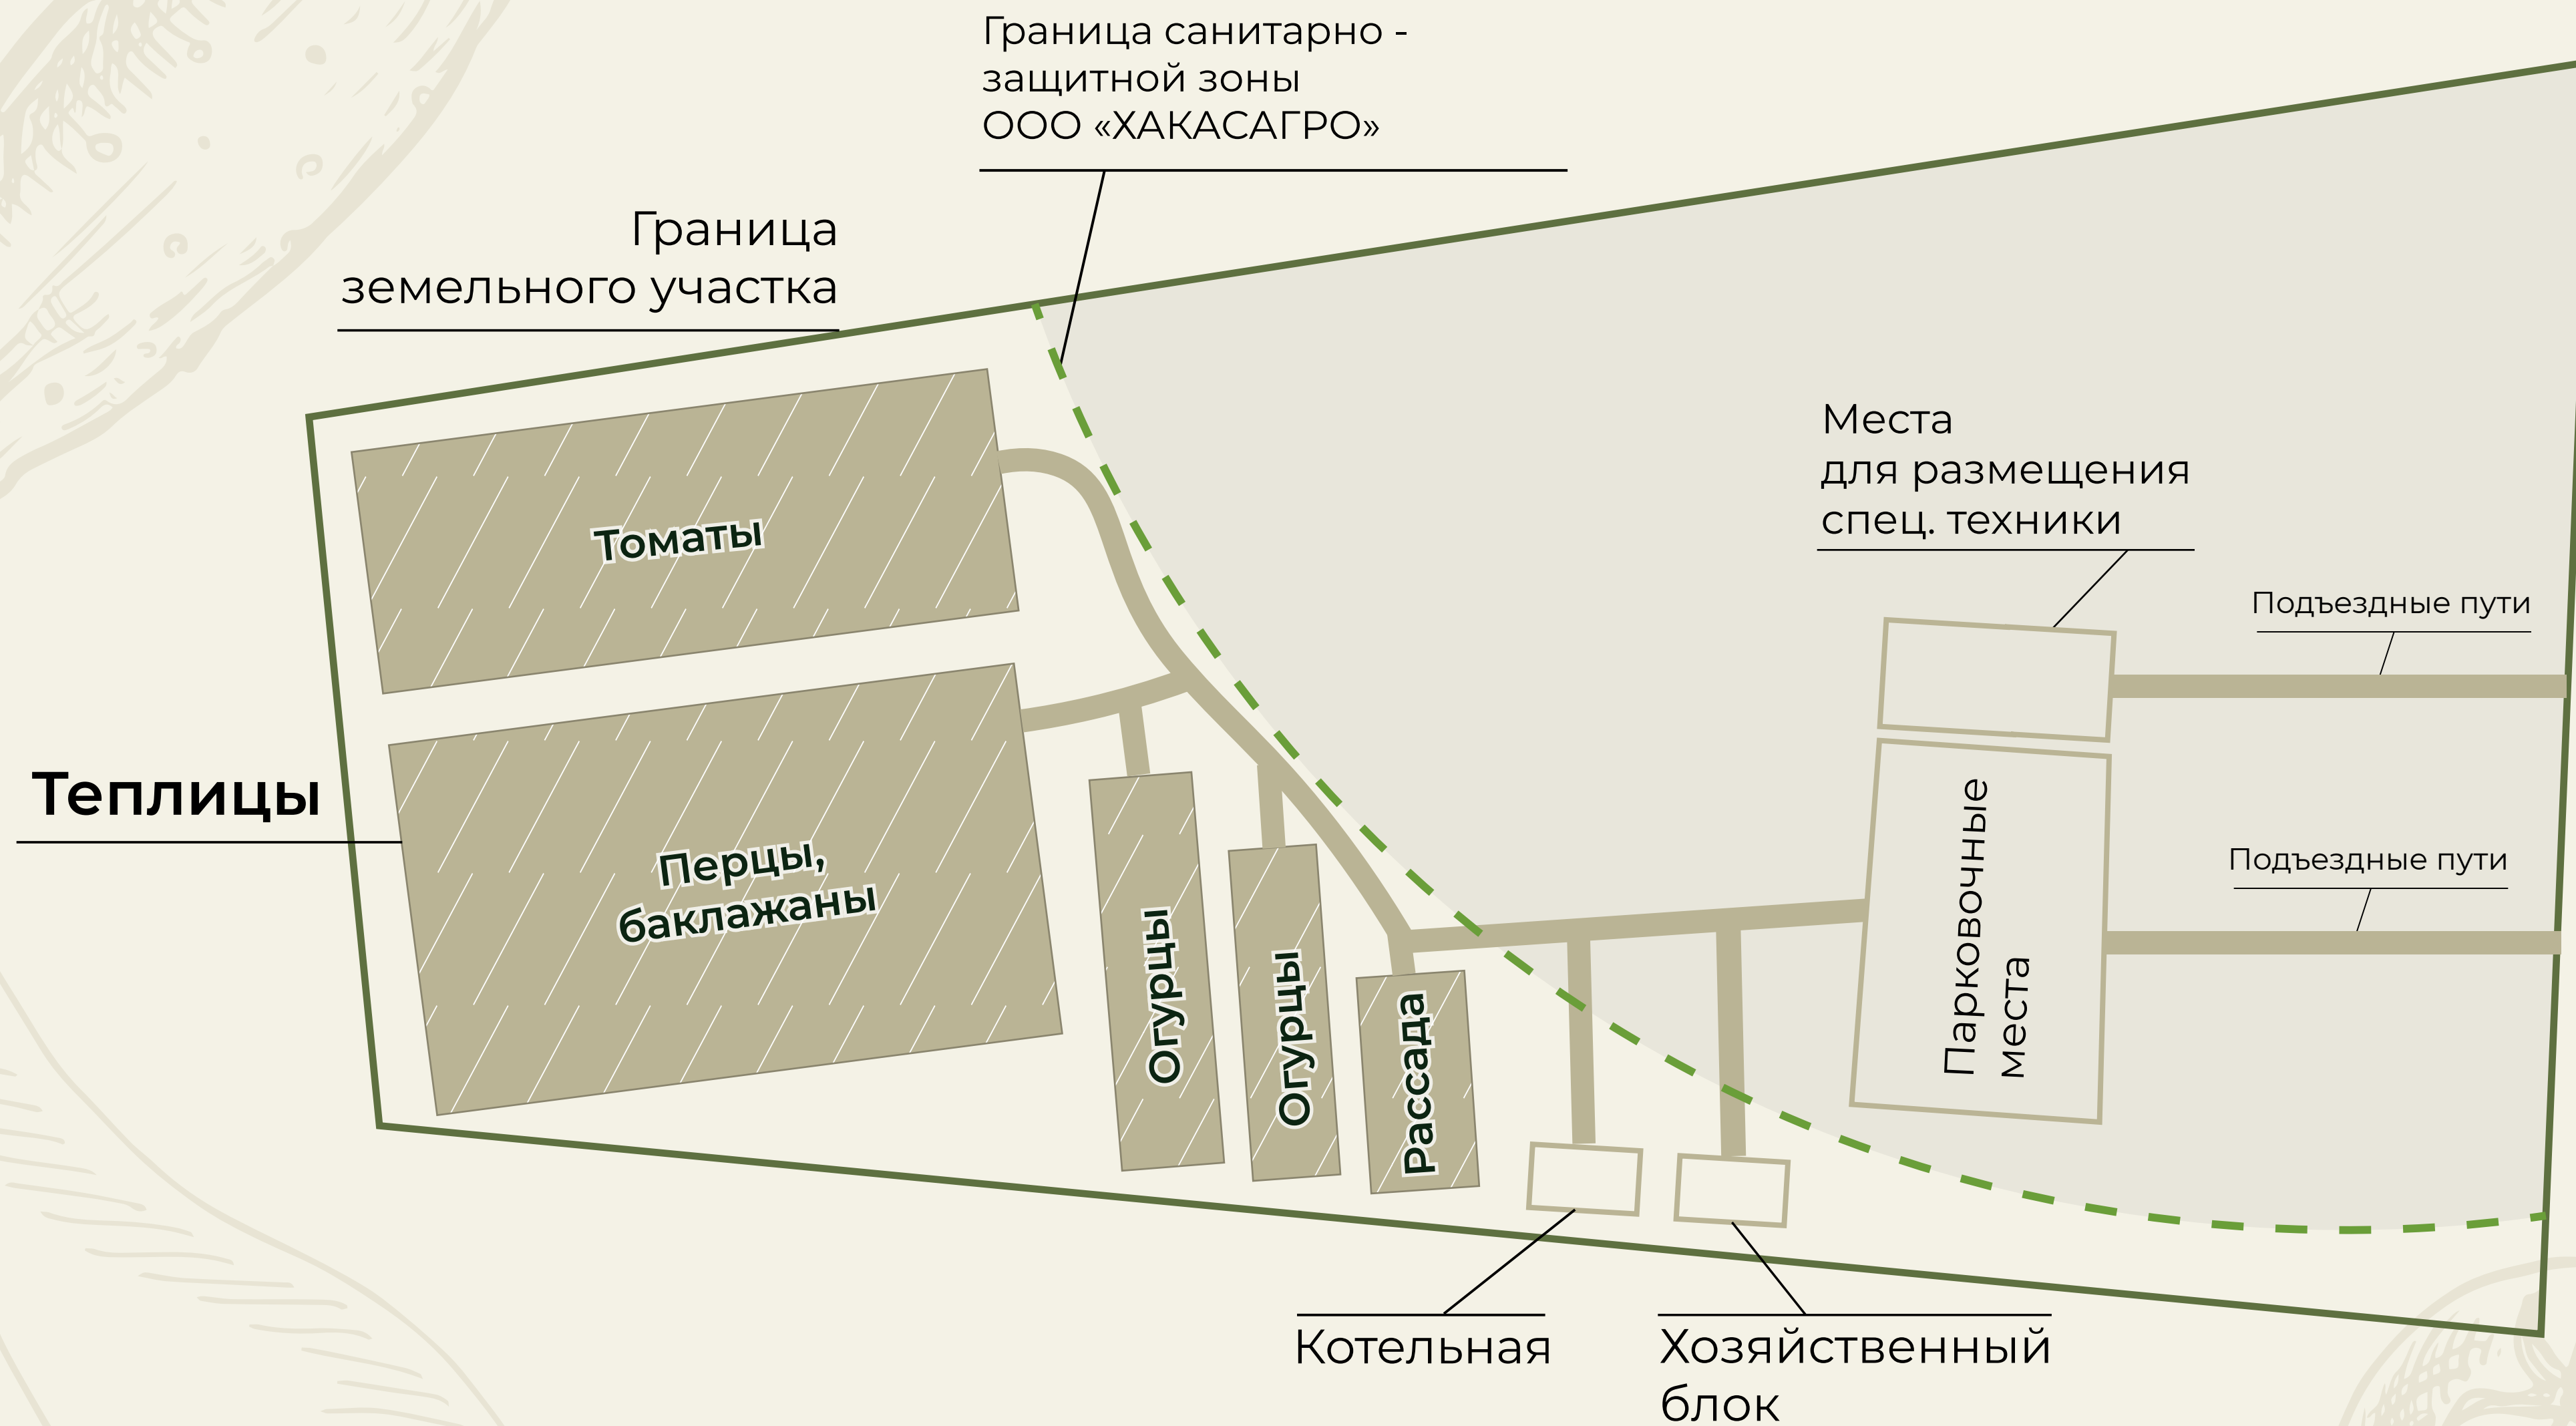 Граница санитарно -
защитной зоны
ООО «ХАКАСАГРО»
Граница
земельного участка
Места
для размещения
спец. техники
Подъездные пути
Томаты
Теплицы
Перцы,
баклажаны
Парковочные
места
Подъездные пути
Огурцы
Огурцы
Рассада
Котельная
Хозяйственный
блок